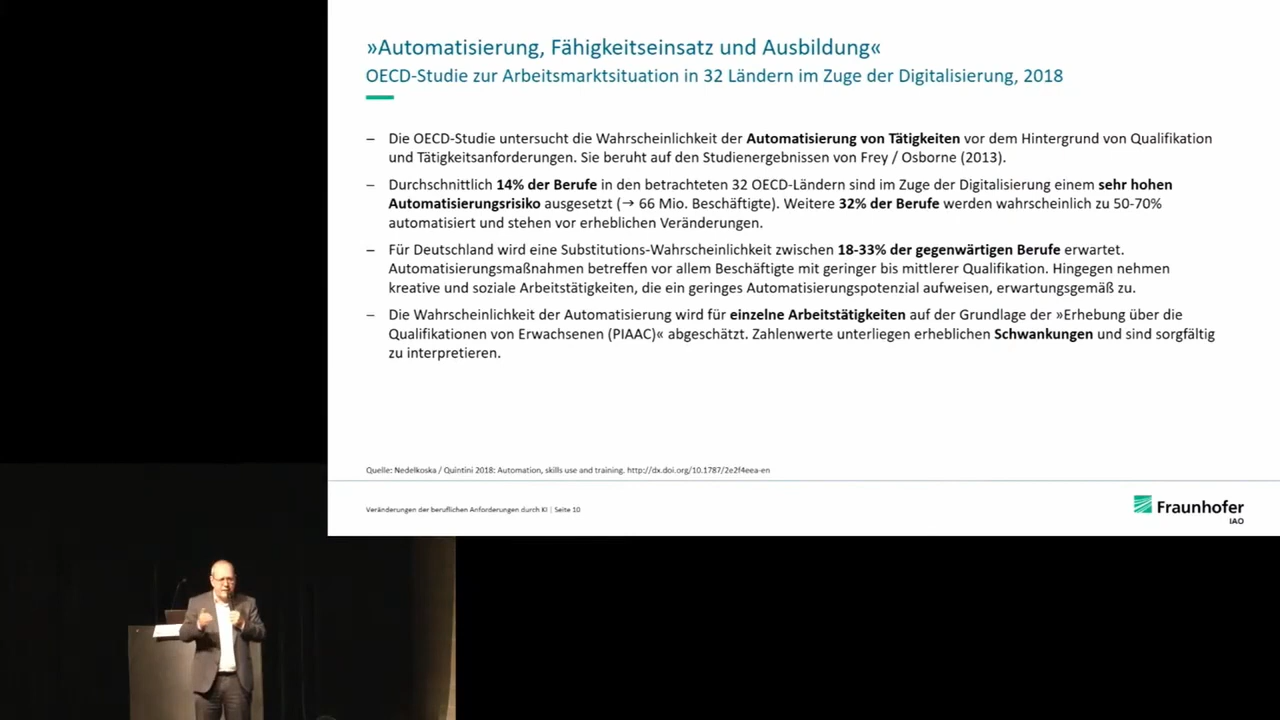 »Automatisierung, Fähigkeitseinsatz und Ausbildung«
OECD-Studie zur Arbeitsmarktsituation in 32 Ländern im Zuge der Digitalisierung, 2018
– Die OECD-Studie untersucht die Wahrscheinlichkeit der Automatisierung von Tätigkeiten vor dem Hintergrund von Qualifikation
und Tätigkeitsanforderungen. Sie beruht auf den Studienergebnissen von Frey / Osborne (2013).
– Durchschnittlich 14% der Berufe in den betrachteten 32 OECD-Ländern sind im Zuge der Digitalisierung einem sehr hohen
Automatisierungsrisiko ausgesetzt (→ 66 Mio. Beschäftigte). Weitere 32% der Berufe werden wahrscheinlich zu 50-70%
automatisiert und stehen vor erheblichen Veränderungen.
– Für Deutschland wird eine Substitutions-Wahrscheinlichkeit zwischen 18-33% der gegenwärtigen Berufe erwartet.
Automatisierungsmaßnahmen betreffen vor allem Beschäftigte mit geringer bis mittlerer Qualifikation. Hingegen nehmen
kreative und soziale Arbeitstätigkeiten, die ein geringes Automatisierungspotenzial aufweisen, erwartungsgemäß zu.
– Die Wahrscheinlichkeit der Automatisierung wird für einzelne Arbeitstätigkeiten auf der Grundlage der »Erhebung über die
Qualifikationen von Erwachsenen (PIAAC)« abgeschätzt. Zahlenwerte unterliegen erheblichen Schwankungen und sind sorgfältig
zu interpretieren.
Quelle: Nedelkoska / Quintini 2018: Automation, skills use and training. http://dx.doi.org/10.1787/2e2f4eea-en
Veränderungen der beruflichen Anforderungen durch KI | Seite 10
Fraunhofer
IAO